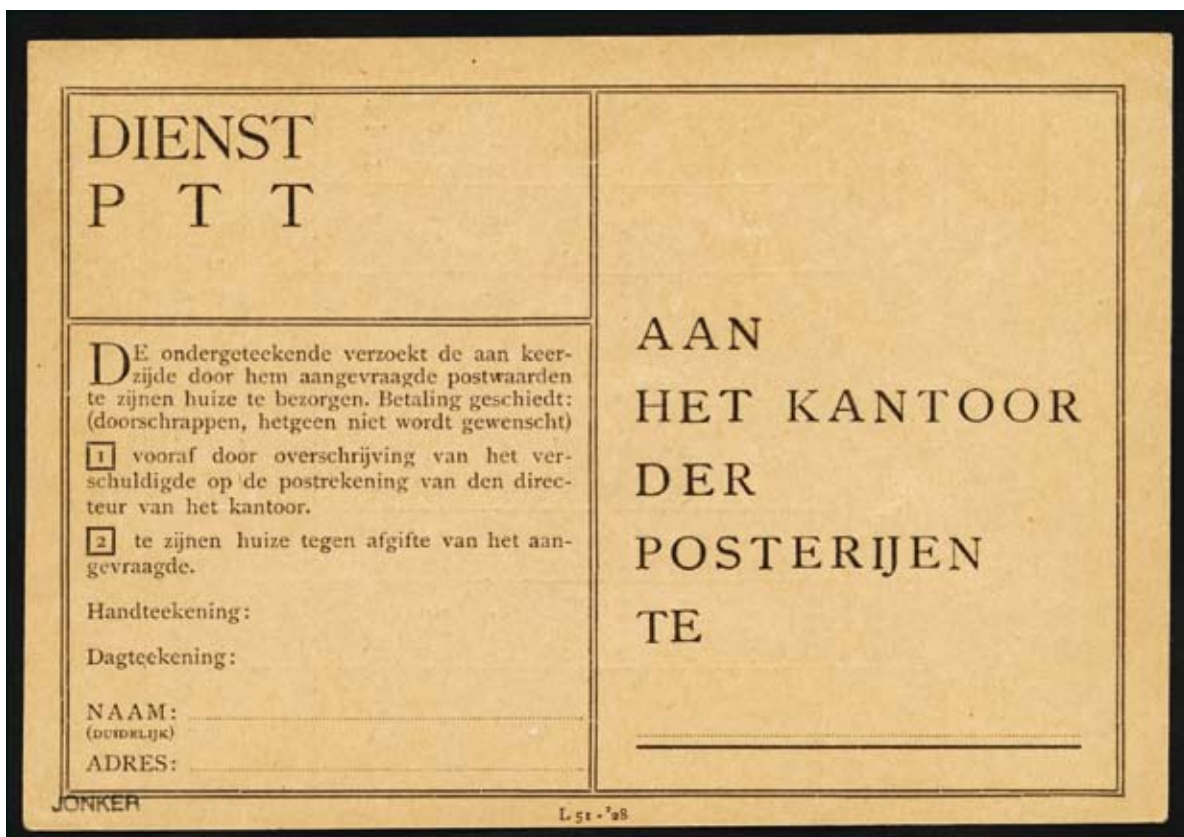 DIENST
P T T
DE ondergeteekende verzoekt de aan keer-
zijde door hem aangevraagde postwaarden
te zijnen huize te bezorgen. Betaling geschiedt:
(doorschrappen, hetgeen niet wordt gewenscht)
1 vooraf door overschrijving van het ver-
schuldigde op de postrekening van den direc-
teur van het kantoor.
2 te zijnen huize tegen afgifte van het aan-
gevraagde.
Handteekening:
Dagteekening:
NAAM:
(DUIDELIJK)
ADRES:
AAN
HET KANTOOR
DER
POSTERIJEN
TE
JONKER
L 51 - '28